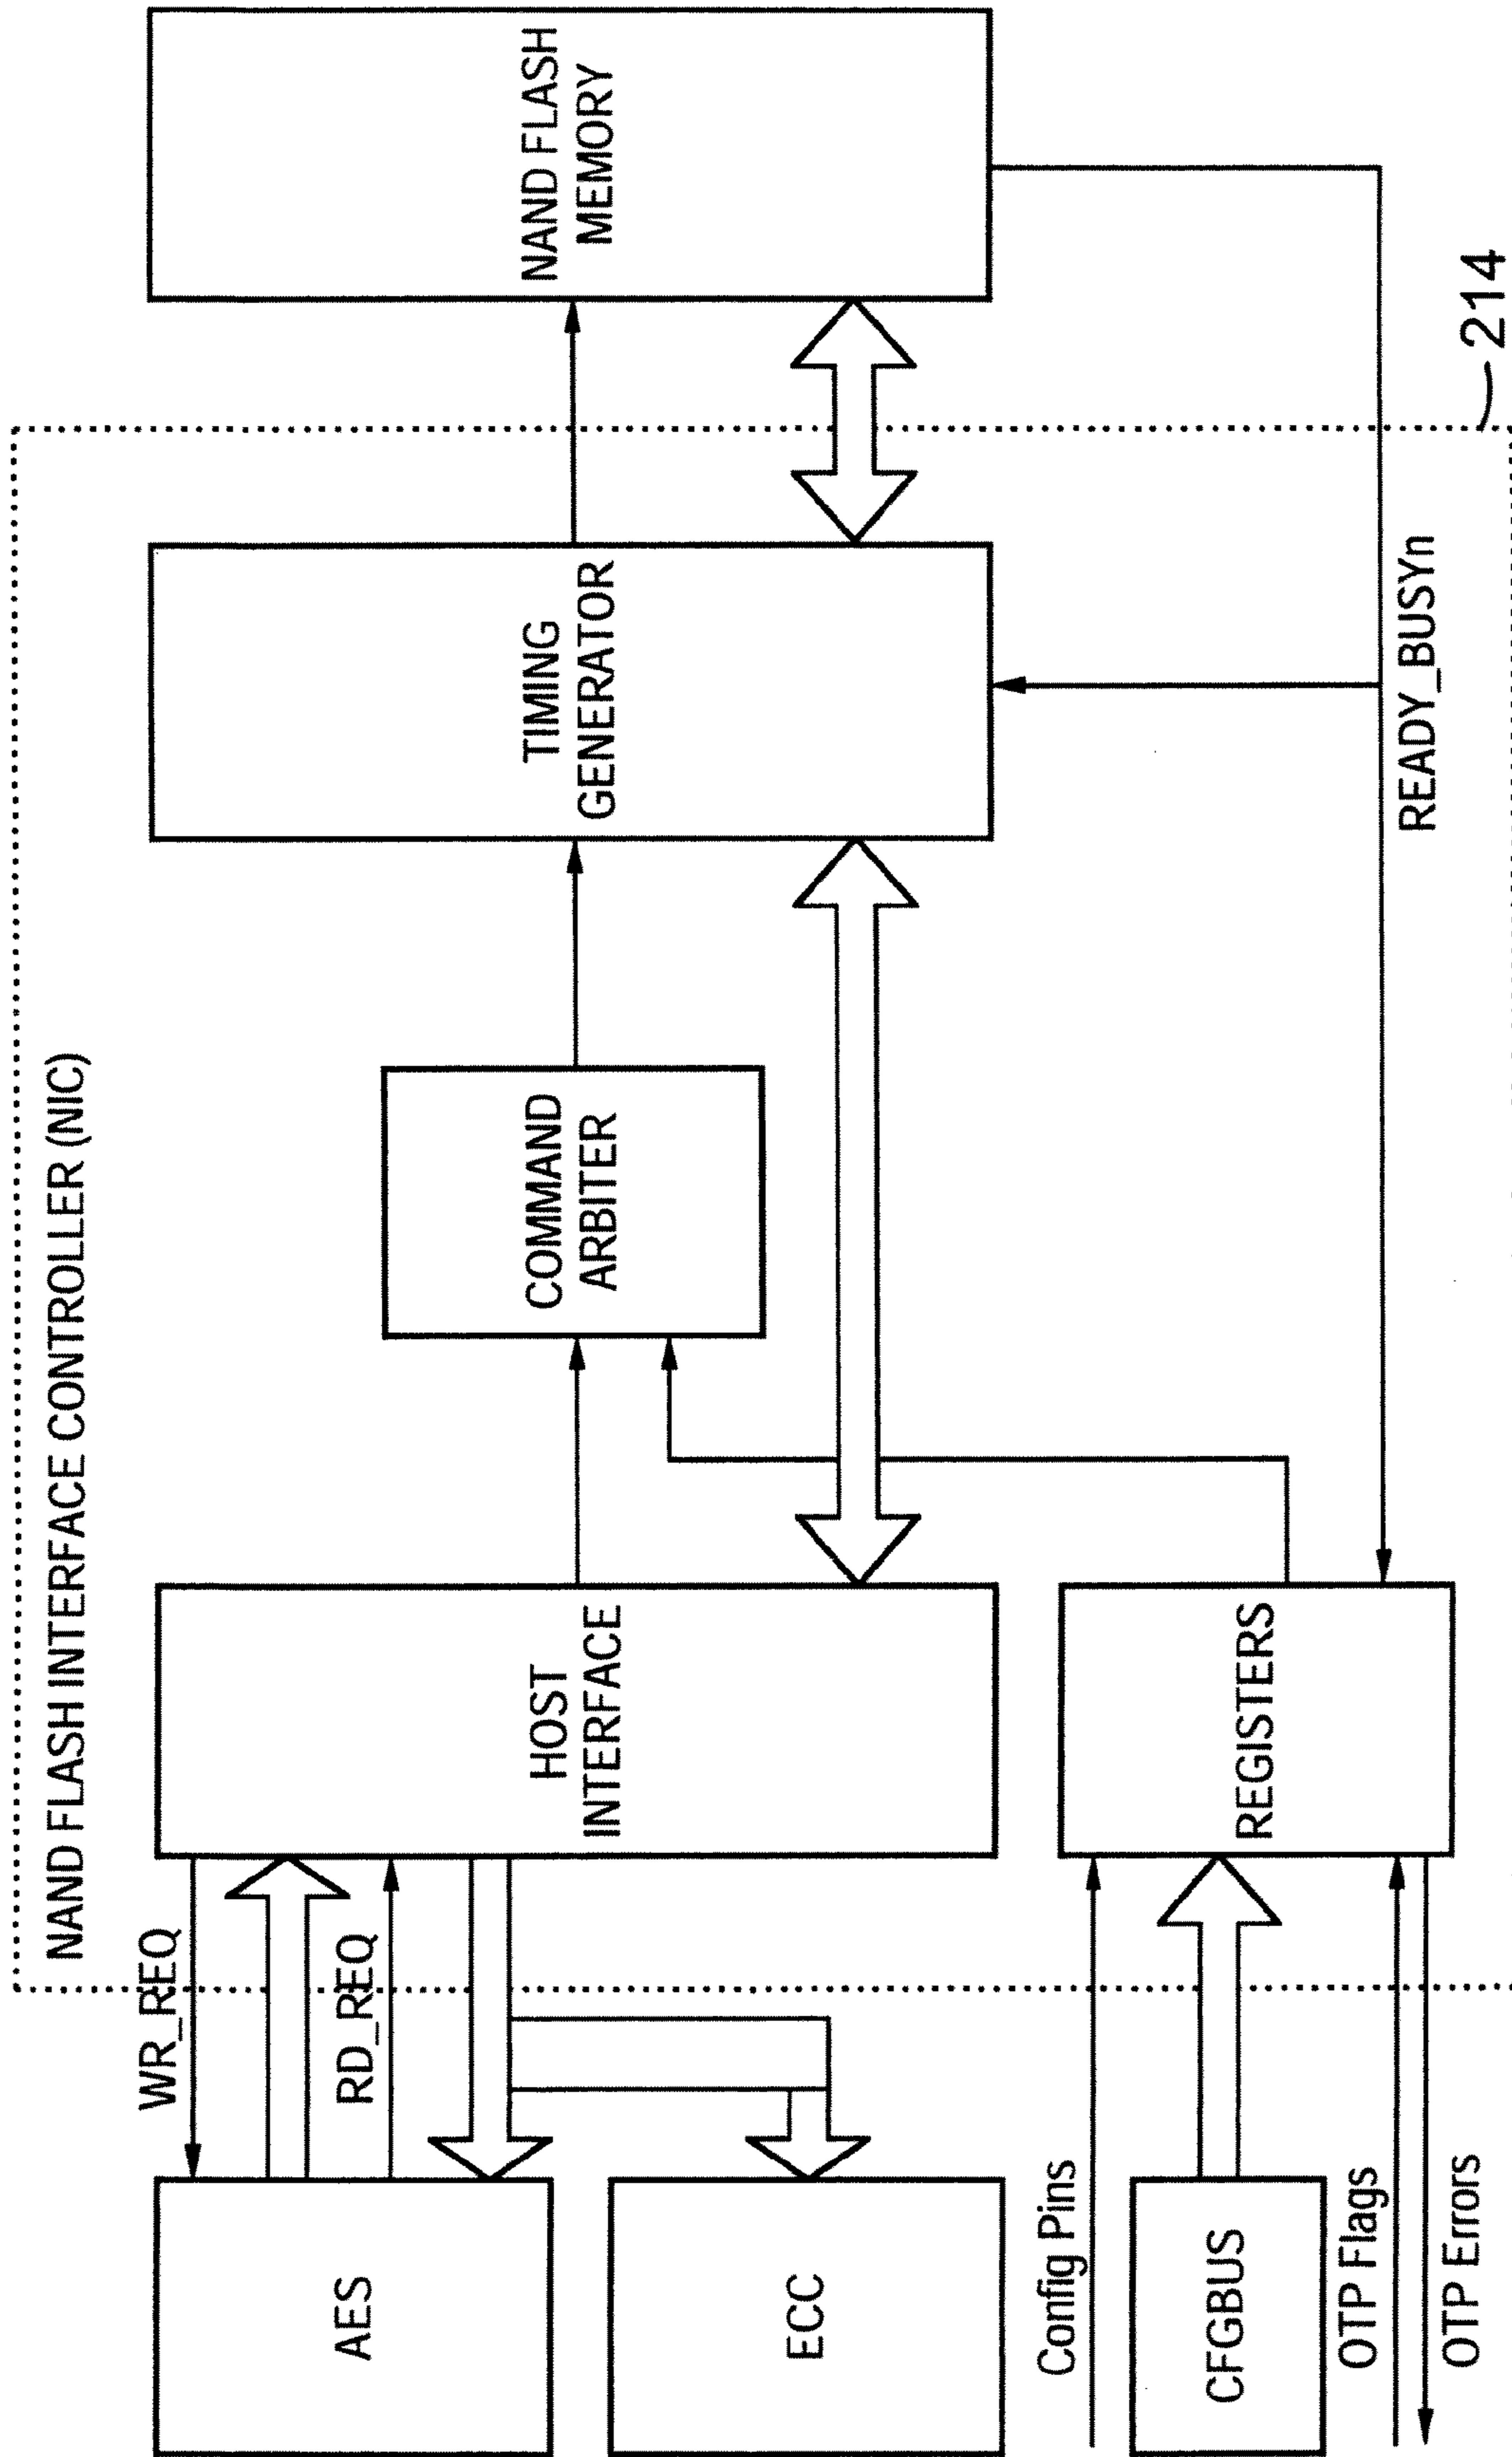 NAND FLASH INTERFACE CONTROLLER (NIC)
WR_REQ
RD_REQ
AES
HOST
INTERFACE
COMMAND
ARBITER
TIMING
GENERATOR
NAND FLASH
MEMORY
ECC
Config Pins
CFGBUS
OTP Flags
OTP Errors
REGISTERS
READY_BUSYn
214